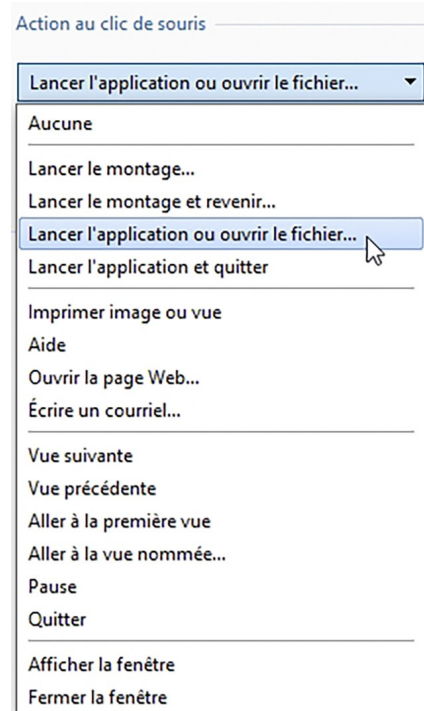 Action au clic de souris
Lancer l'application ou ouvrir le fichier...
Aucune
Lancer le montage...
Lancer le montage et revenir...
Lancer l'application ou ouvrir le fichier...
Lancer l'application et quitter
Imprimer image ou vue
Aide
Ouvrir la page Web...
Écrire un courriel...
Vue suivante
Vue précédente
Aller à la première vue
Aller à la vue nommée...
Pause
Quitter
Afficher la fenêtre
Fermer la fenêtre